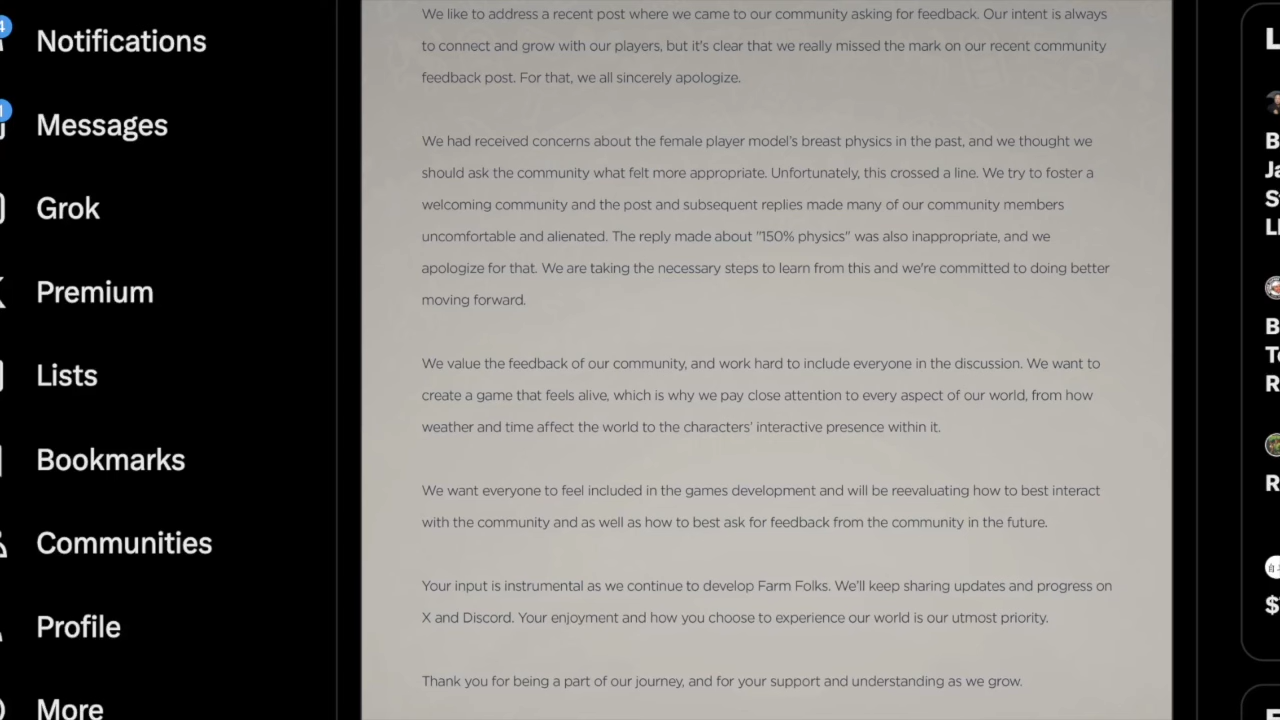 Notifications
Messages
Grok
Premium
Lists
Bookmarks
Communities
Profile
More
We like to address a recent post where we came to our community asking for feedback. Our intent is always
to connect and grow with our players, but it's clear that we really missed the mark on our recent community
feedback post. For that, we all sincerely apologize.
We had received concerns about the female player model's breast physics in the past, and we thought we
should ask the community what felt more appropriate. Unfortunately, this crossed a line. We try to foster a
welcoming community and the post and subsequent replies made many of our community members
uncomfortable and alienated. The reply made about "150% physics" was also inappropriate, and we
apologize for that. We are taking the necessary steps to learn from this and we're committed to doing better
moving forward.
We value the feedback of our community, and work hard to include everyone in the discussion. We want to
create a game that feels alive, which is why we pay close attention to every aspect of our world, from how
weather and time affect the world to the characters' interactive presence within it.
We want everyone to feel included in the games development and will be reevaluating how to best interact
with the community and as well as how to best ask for feedback from the community in the future.
Your input is instrumental as we continue to develop Farm Folks. We'll keep sharing updates and progress on
X and Discord. Your enjoyment and how you choose to experience our world is our utmost priority.
Thank you for being a part of our journey, and for your support and understanding as we grow.